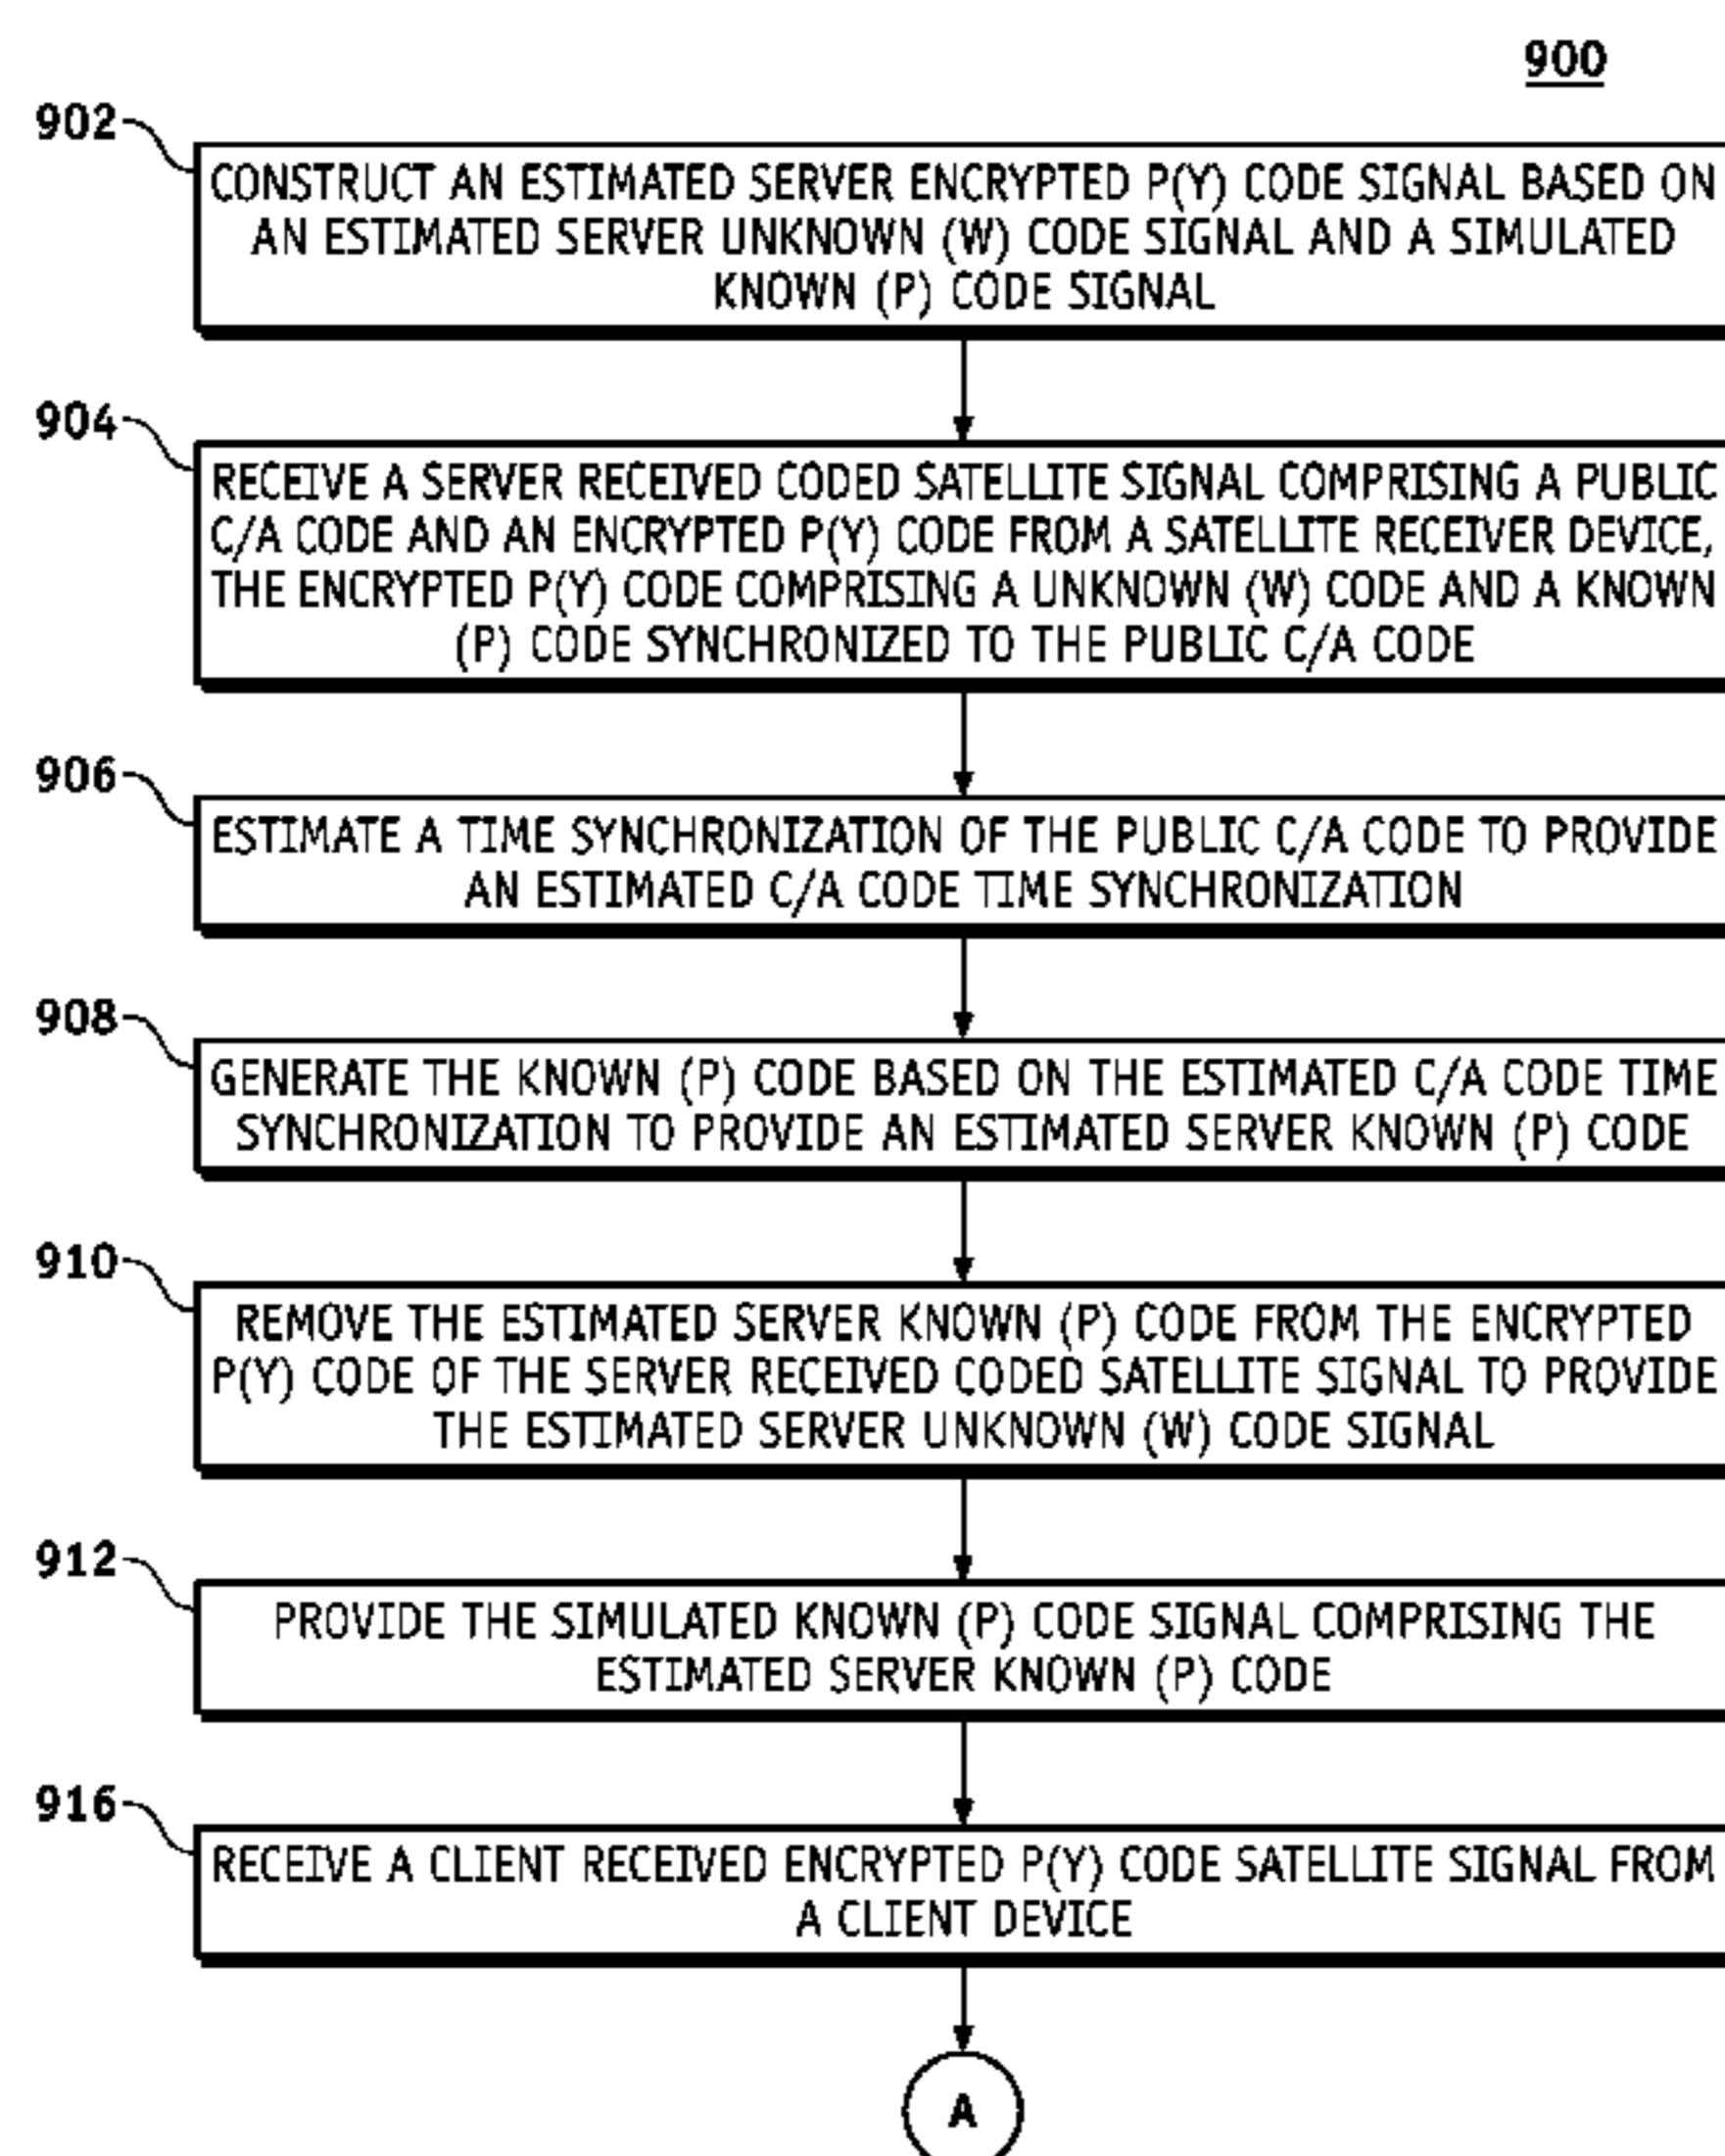 900
902
CONSTRUCT AN ESTIMATED SERVER ENCRYPTED P(Y) CODE SIGNAL BASED ON
AN ESTIMATED SERVER UNKNOWN (W) CODE SIGNAL AND A SIMULATED
KNOWN (P) CODE SIGNAL
904
RECEIVE A SERVER RECEIVED CODED SATELLITE SIGNAL COMPRISING A PUBLIC
C/A CODE AND AN ENCRYPTED P(Y) CODE FROM A SATELLITE RECEIVER DEVICE,
THE ENCRYPTED P(Y) CODE COMPRISING A UNKNOWN (W) CODE AND A KNOWN
(P) CODE SYNCHRONIZED TO THE PUBLIC C/A CODE
906
ESTIMATE A TIME SYNCHRONIZATION OF THE PUBLIC C/A CODE TO PROVIDE
AN ESTIMATED C/A CODE TIME SYNCHRONIZATION
908
GENERATE THE KNOWN (P) CODE BASED ON THE ESTIMATED C/A CODE TIME
SYNCHRONIZATION TO PROVIDE AN ESTIMATED SERVER KNOWN (P) CODE
910
REMOVE THE ESTIMATED SERVER KNOWN (P) CODE FROM THE ENCRYPTED
P(Y) CODE OF THE SERVER RECEIVED CODED SATELLITE SIGNAL TO PROVIDE
THE ESTIMATED SERVER UNKNOWN (W) CODE SIGNAL
912
PROVIDE THE SIMULATED KNOWN (P) CODE SIGNAL COMPRISING THE
ESTIMATED SERVER KNOWN (P) CODE
916
RECEIVE A CLIENT RECEIVED ENCRYPTED P(Y) CODE SATELLITE SIGNAL FROM
A CLIENT DEVICE
A